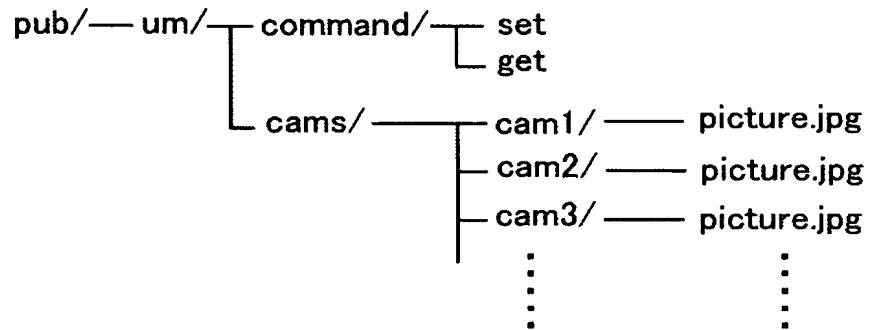 pub/ um/ command/ set
get
cams/ cam1/ picture.jpg
cam2/ picture.jpg
cam3/ picture.jpg